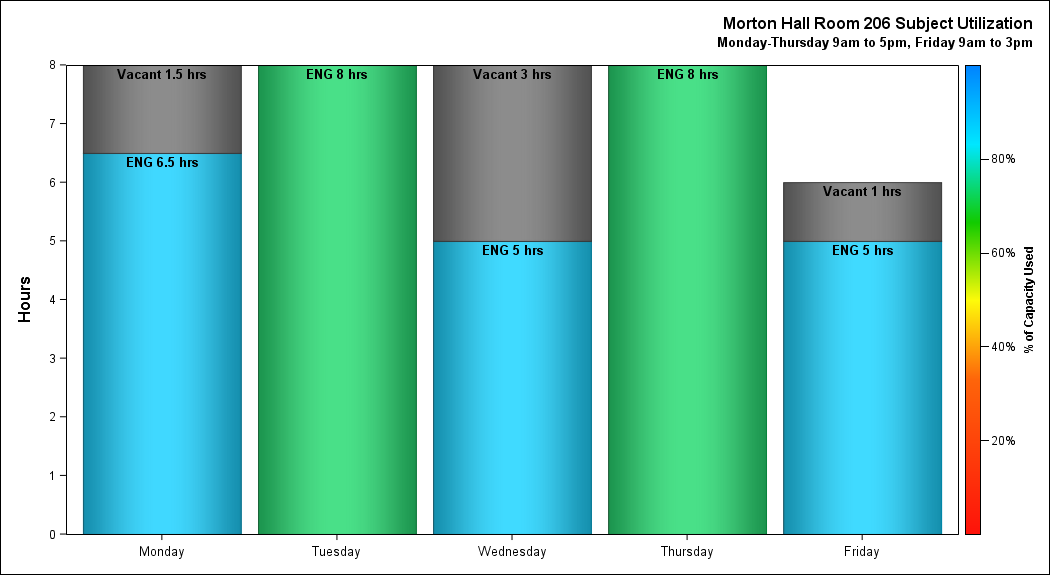 Morton Hall Room 206 Subject Utilization
Monday-Thursday 9am to 5pm, Friday 9am to 3pm
Hours
8
7
6
5
4
3
2
1
0
Vacant 1.5 hrs
ENG 6.5 hrs
ENG 8 hrs
Vacant 3 hrs
ENG 5 hrs
ENG 8 hrs
Vacant 1 hrs
ENG 5 hrs
Monday
Tuesday
Wednesday
Thursday
Friday
80%
60%
40%
20%
% of Capacity Used